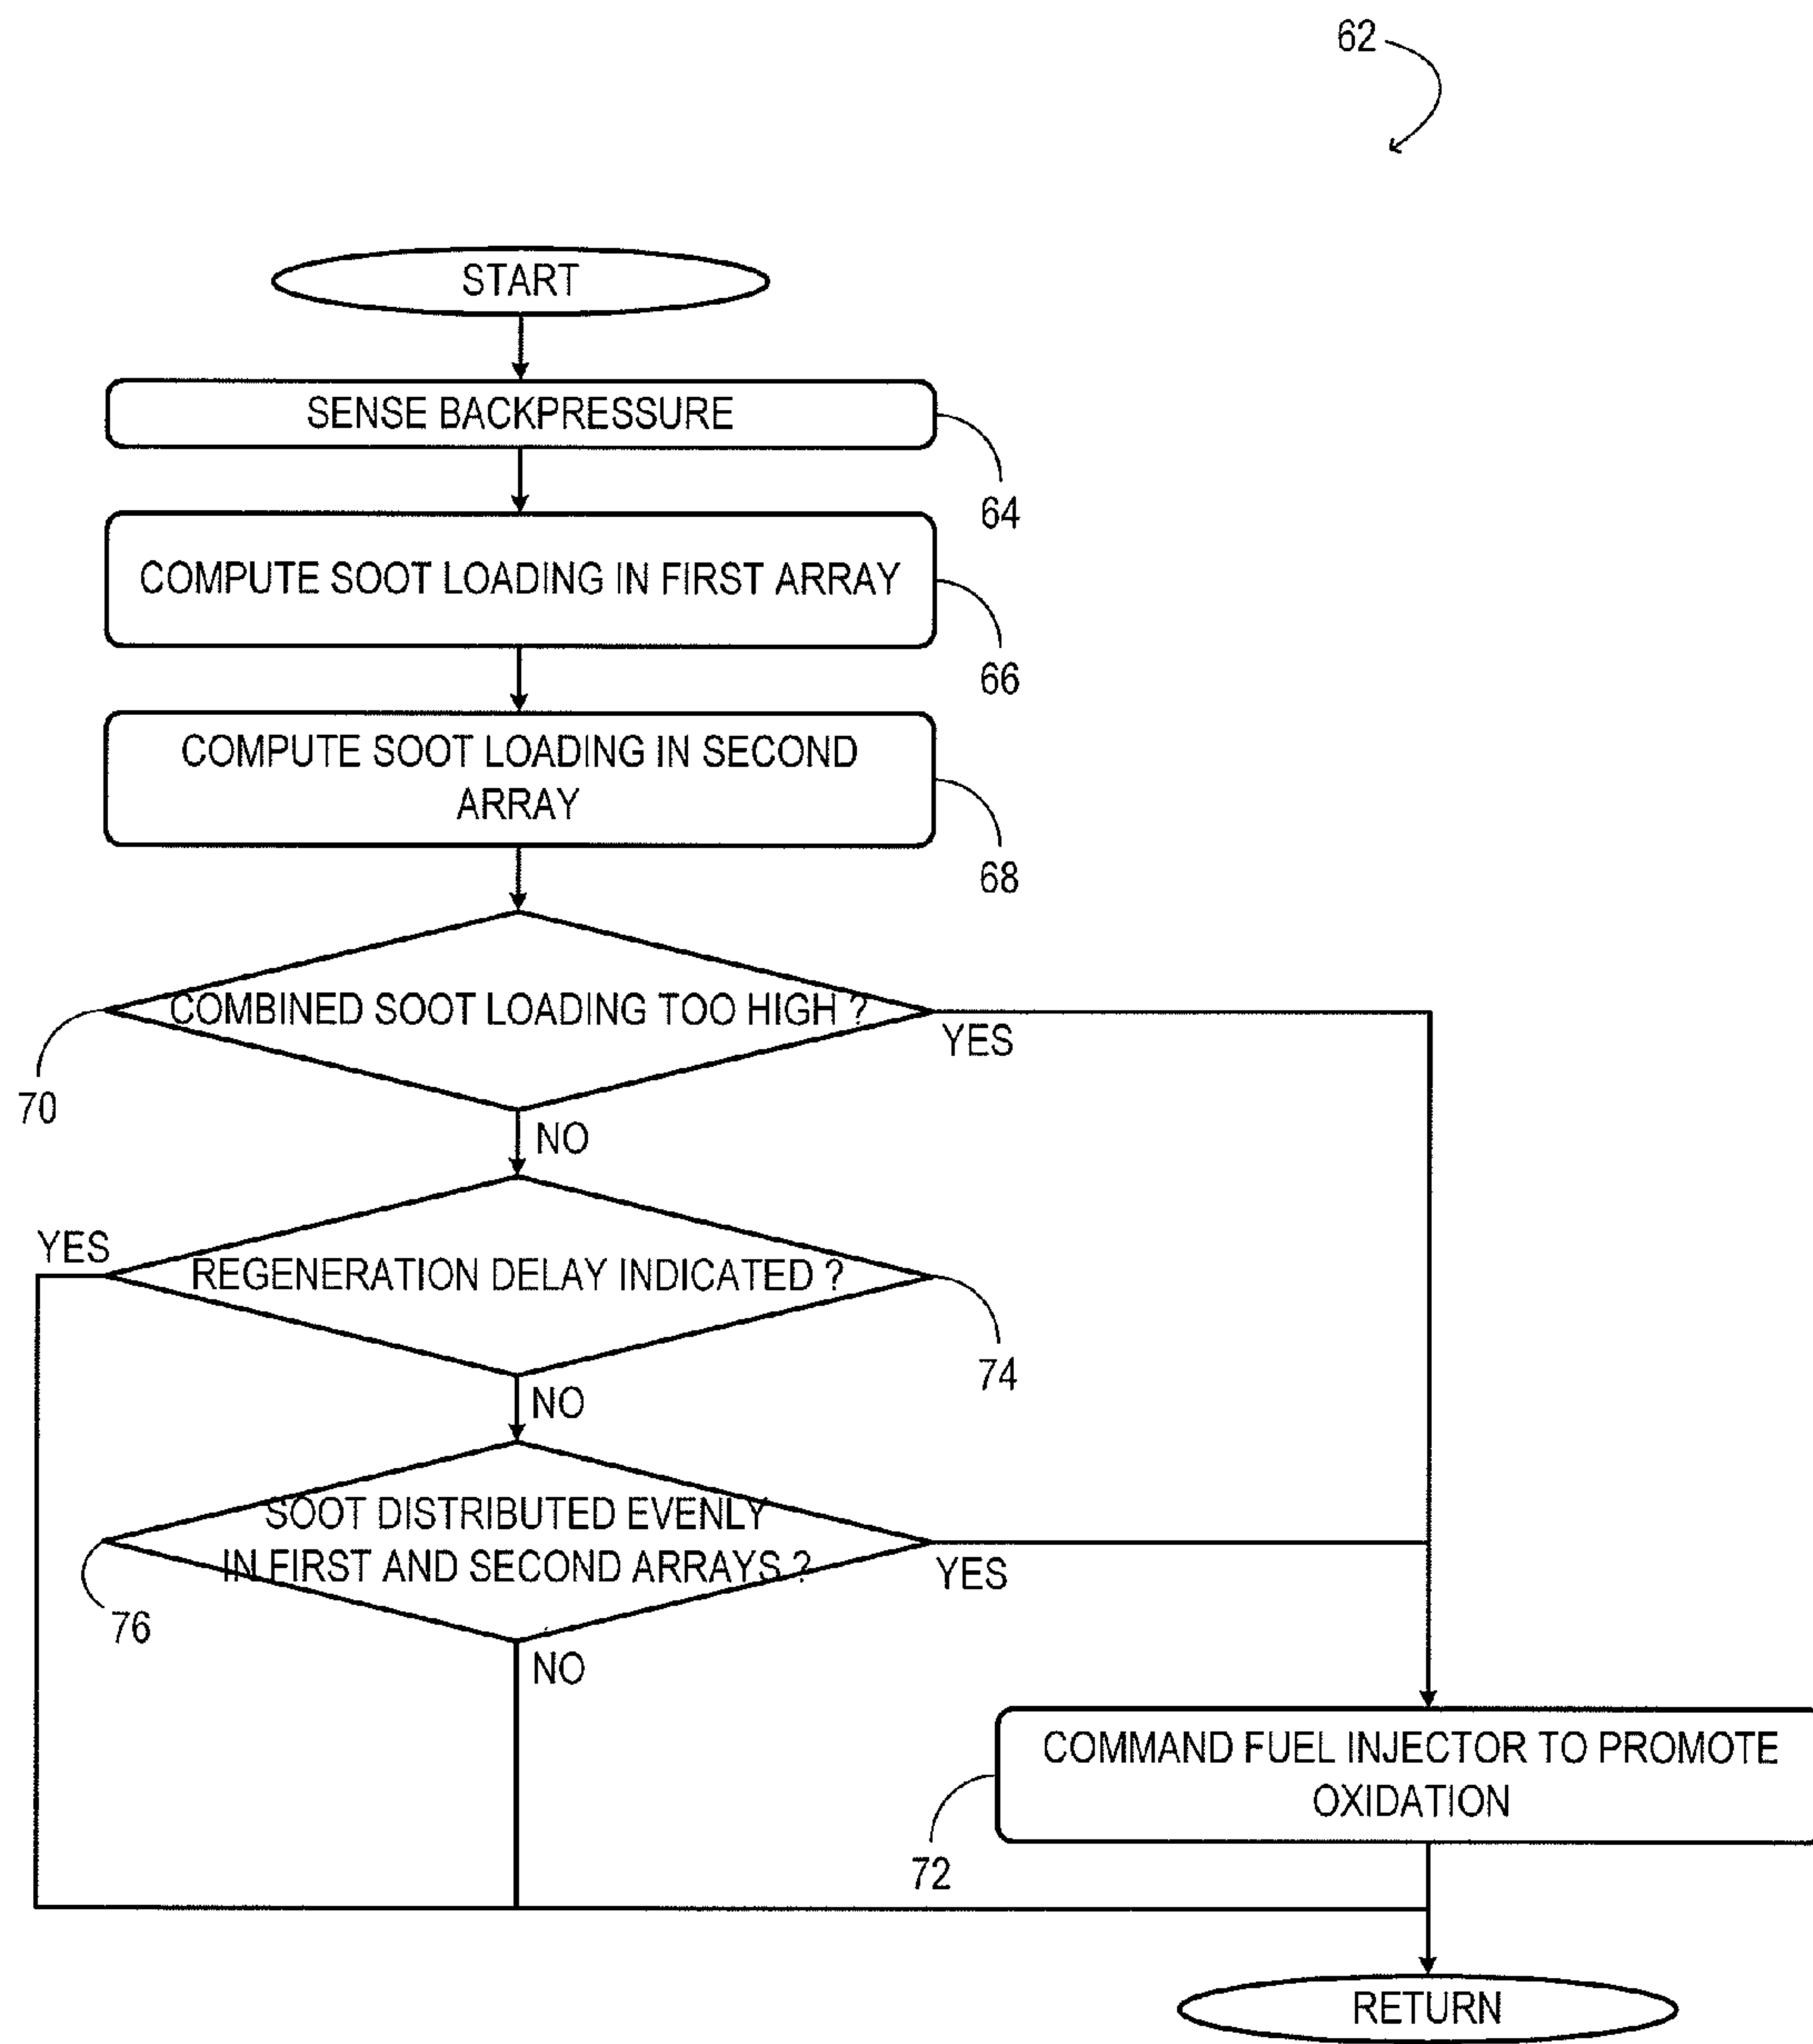 62
START
SENSE BACKPRESSURE
64
COMPUTE SOOT LOADING IN FIRST ARRAY
66
COMPUTE SOOT LOADING IN SECOND
ARRAY
68
COMBINED SOOT LOADING TOO HIGH ?
YES
70
NO
YES
REGENERATION DELAY INDICATED ?
74
NO
SOOT DISTRIBUTED EVENLY
IN FIRST AND SECOND ARRAYS ?
YES
76
NO
COMMAND FUEL INJECTOR TO PROMOTE
OXIDATION
72
RETURN